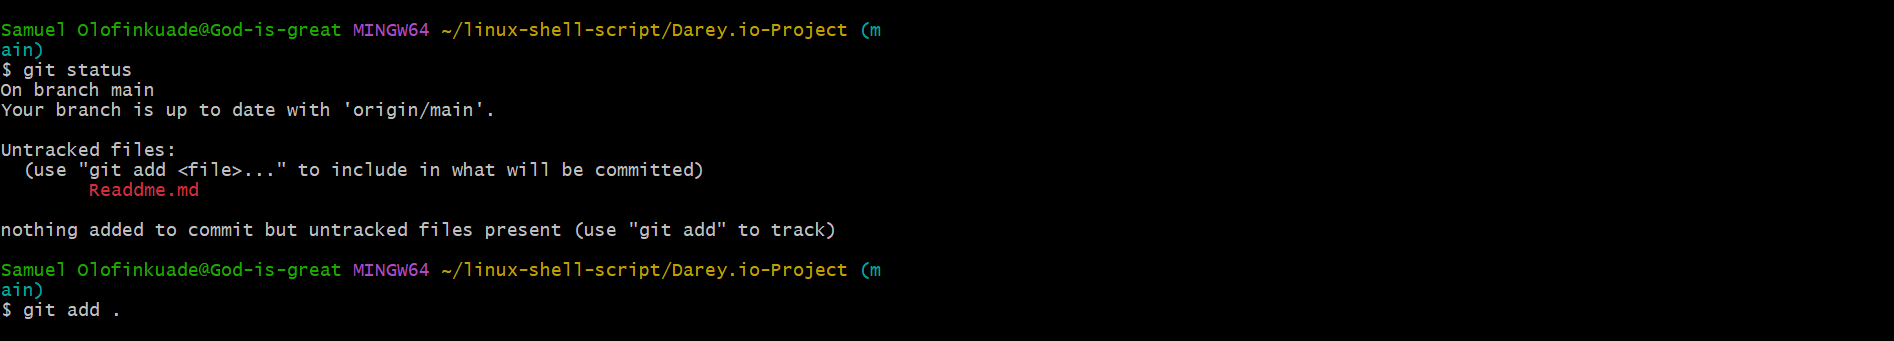 Samuel Olofinkuade@God-is-great MINGW64 ~/linux-shell-script/Darey.io-Project (m
ain)
$ git status
On branch main
Your branch is up to date with 'origin/main'.
Untracked files:
  (use "git add <file>..." to include in what will be committed)
        Readdme.md
nothing added to commit but untracked files present (use "git add" to track)
Samuel Olofinkuade@God-is-great MINGW64 ~/linux-shell-script/Darey.io-Project (m
ain)
$ git add .